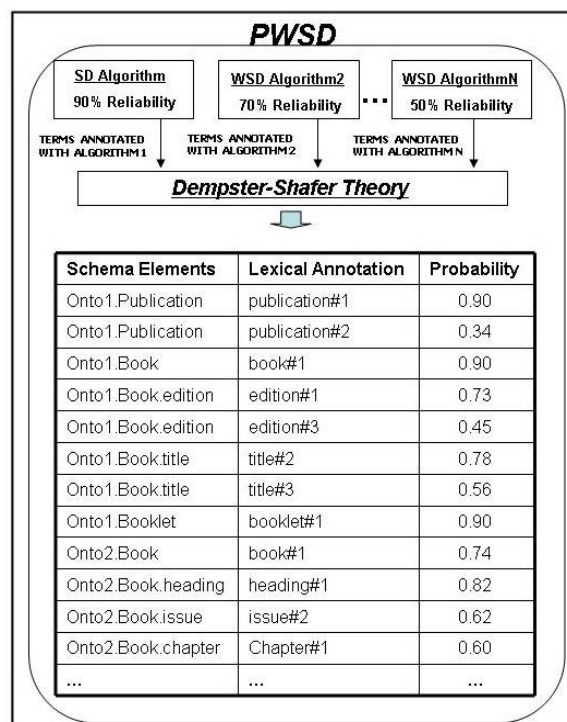 PWSD
SD Algorithm
90% Reliability
WSD Algorithm2
70% Reliability
...
WSD AlgorithmN
50% Reliability
TERMS ANNOTATED
WITH ALGORITHM1
TERMS ANNOTATED
WITH ALGORITHM2
TERMS ANNOTATED
WITH ALGORITHM N
Dempster-Shafer Theory
Schema Elements Lexical Annotation Probability
Onto1.Publication publication#1 0.90
Onto1.Publication publication#2 0.34
Onto1.Book book#1 0.90
Onto1.Book.edition edition#1 0.73
Onto1.Book.edition edition#3 0.45
Onto1.Book.title title#2 0.78
Onto1.Book.title title#3 0.56
Onto1.Booklet booklet#1 0.90
Onto2.Book book#1 0.74
Onto2.Book.heading heading#1 0.82
Onto2.Book.issue issue#2 0.62
Onto2.Book.chapter Chapter#1 0.60
... ... ...